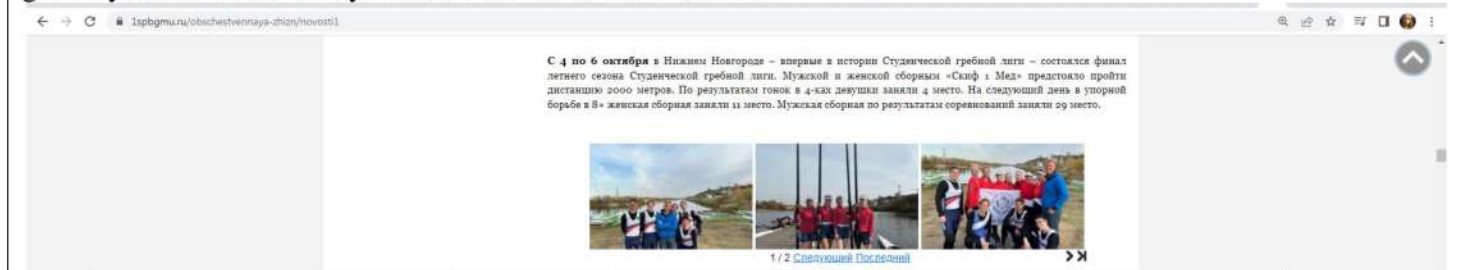 1spbgmu.ru/obschestvennaya-zhizn/novosti1
С 4 по 6 октября в Нижнем Новгороде – впервые в истории Студенческой гребной лиги – состоялся финал
летнего сезона Студенческой гребной лиги. Мужской и женской сборным «Скиф 1 Мед» предстояло пройти
дистанцию 2000 метров. По результатам гонок в 4-ках девушки заняли 4 место. На следующий день в упорной
борьбе в 8+ женская сборная заняли 11 место. Мужская сборная по результатам соревнований заняли 29 место.
1 / 2 Следующий Последний